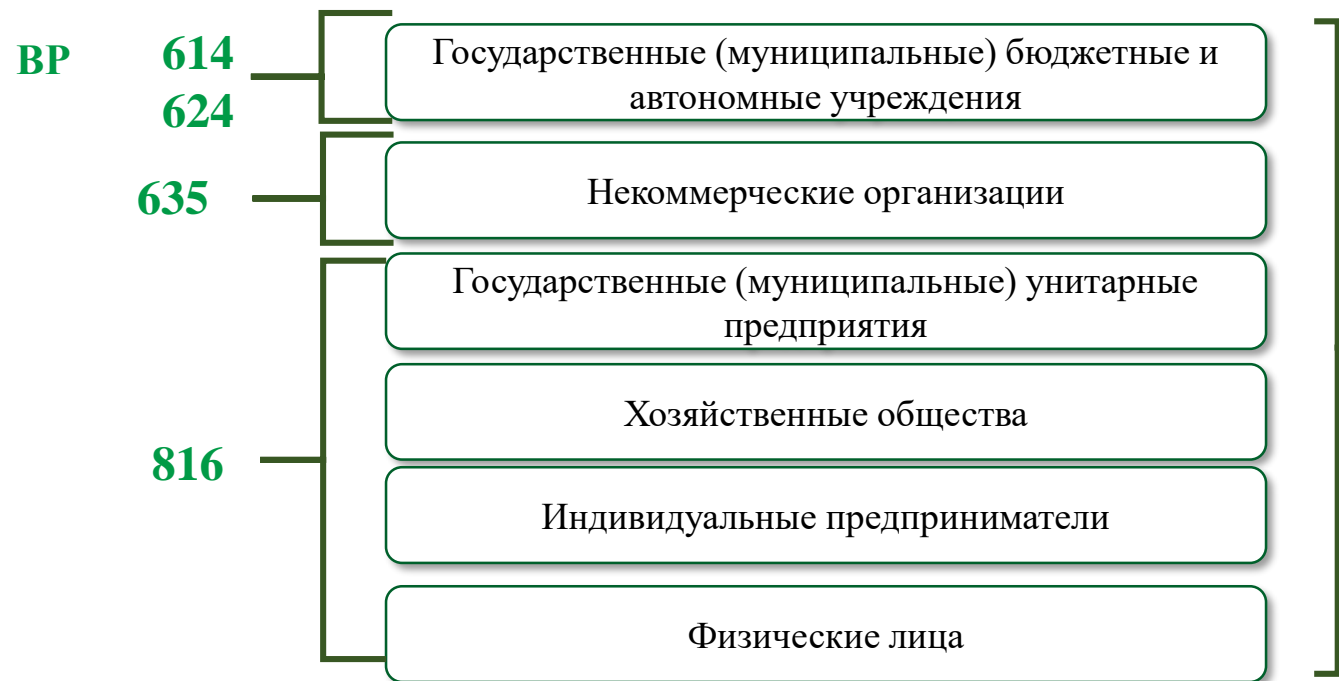 ВР
614
624
Государственные (муниципальные) бюджетные и
автономные учреждения
635
Некоммерческие организации
816
Государственные (муниципальные) унитарные
предприятия
Хозяйственные общества
Индивидуальные предприниматели
Физические лица